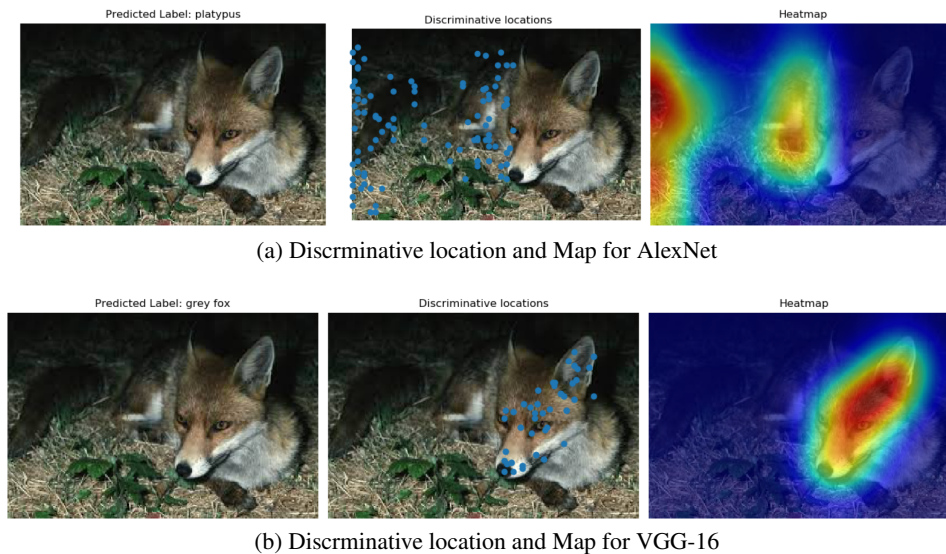 Predicted Label: platypus
Discriminative locations
Heatmap
(a) Discrminative location and Map for AlexNet
Predicted Label: grey fox
Discriminative locations
Heatmap
(b) Discrminative location and Map for VGG-16